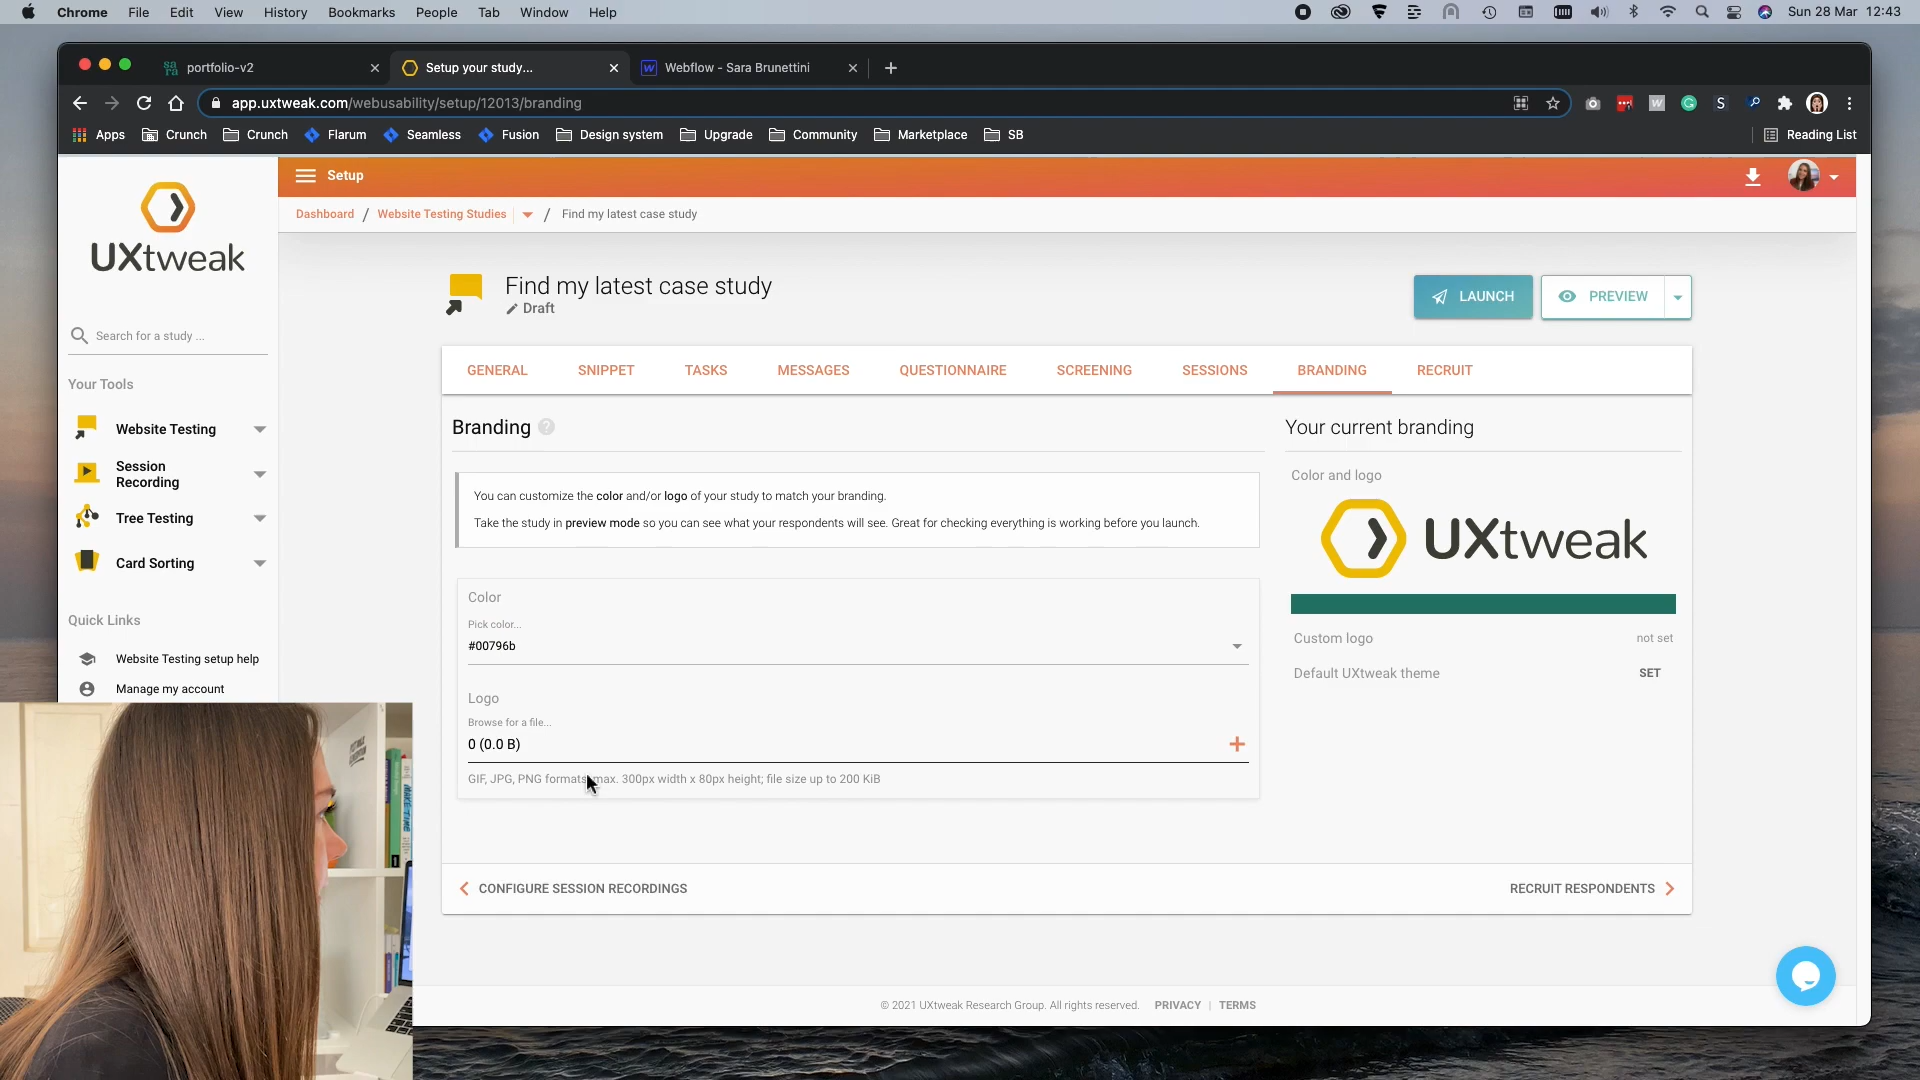 Chrome File Edit View History Bookmarks People Tab Window Help Sun 28 Mar 12:43
portfolio-v2 Setup your study... Webflow - Sara Brunettini
app.uxtweak.com/webusability/setup/12013/branding
Apps Crunch Crunch Flarum Seamless Fusion Design system Upgrade Community Marketplace SB Reading List
Setup
Dashboard / Website Testing Studies / Find my latest case study
UXtweak
Search for a study ...
Your Tools
Website Testing
Session
Recording
Tree Testing
Card Sorting
Quick Links
Website Testing setup help
Manage my account
Find my latest case study
Draft
LAUNCH PREVIEW
GENERAL SNIPPET TASKS MESSAGES QUESTIONNAIRE SCREENING SESSIONS BRANDING RECRUIT
Branding ?
You can customize the color and/or logo of your study to match your branding.
Take the study in preview mode so you can see what your respondents will see. Great for checking everything is working before you launch.
Color
Pick color...
#00796b
Logo
Browse for a file...
0 (0.0 B)
GIF, JPG, PNG formats max. 300px width x 80px height; file size up to 200 KiB
Your current branding
Color and logo
UXtweak
Custom logo not set
Default UXtweak theme SET
CONFIGURE SESSION RECORDINGS RECRUIT RESPONDENTS
© 2021 UXtweak Research Group. All rights reserved. PRIVACY | TERMS
MAKE TIME